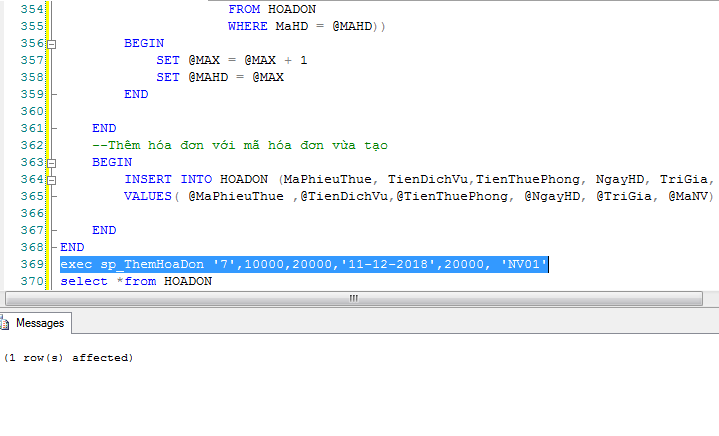 354 FROM HOADON
355 WHERE MaHD = @MAHD))
356 BEGIN
357 SET @MAX = @MAX + 1
358 SET @MAHD = @MAX
359 END
360
361 END
362 --Thêm hóa đơn với mã hóa đơn vừa tạo
363 BEGIN
364 INSERT INTO HOADON (MaPhieuThue, TienDichVu,TienThuePhong, NgayHD, TriGia,
365 VALUES( @MaPhieuThue ,@TienDichVu,@TienThuePhong, @NgayHD, @TriGia, @MaNV)
366
367 END
368 END
369 exec sp_ThemHoaDon '7',10000,20000,'11-12-2018',20000, 'NV01'
370 select *from HOADON
Messages
(1 row(s) affected)